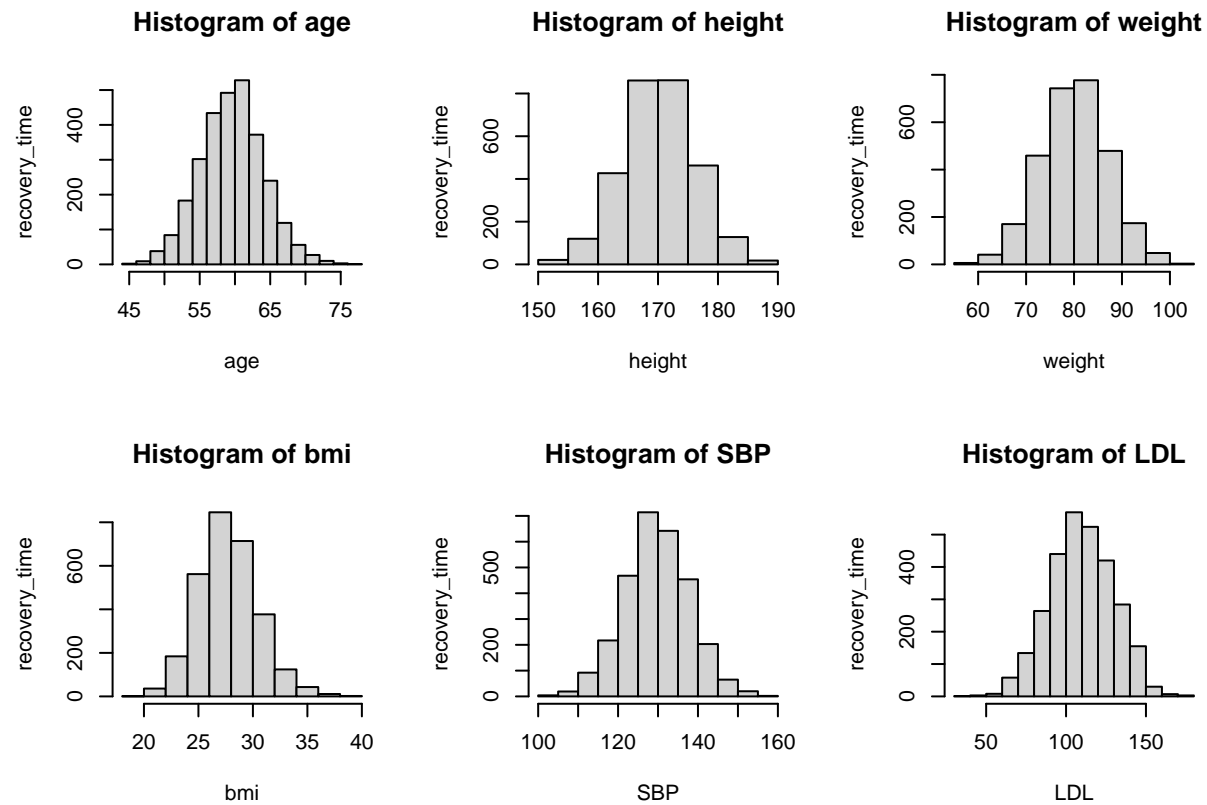 Histogram of age
recovery_time
0
200
400
45
55
65
75
age
Histogram of height
recovery_time
0
200
600
150
160
170
180
190
height
Histogram of weight
recovery_time
0
200
600
60
70
80
90
100
weight
Histogram of bmi
recovery_time
0
200
600
20
25
30
35
40
bmi
Histogram of SBP
recovery_time
0
200
500
100
120
140
160
SBP
Histogram of LDL
recovery_time
0
200
400
50
100
150
LDL